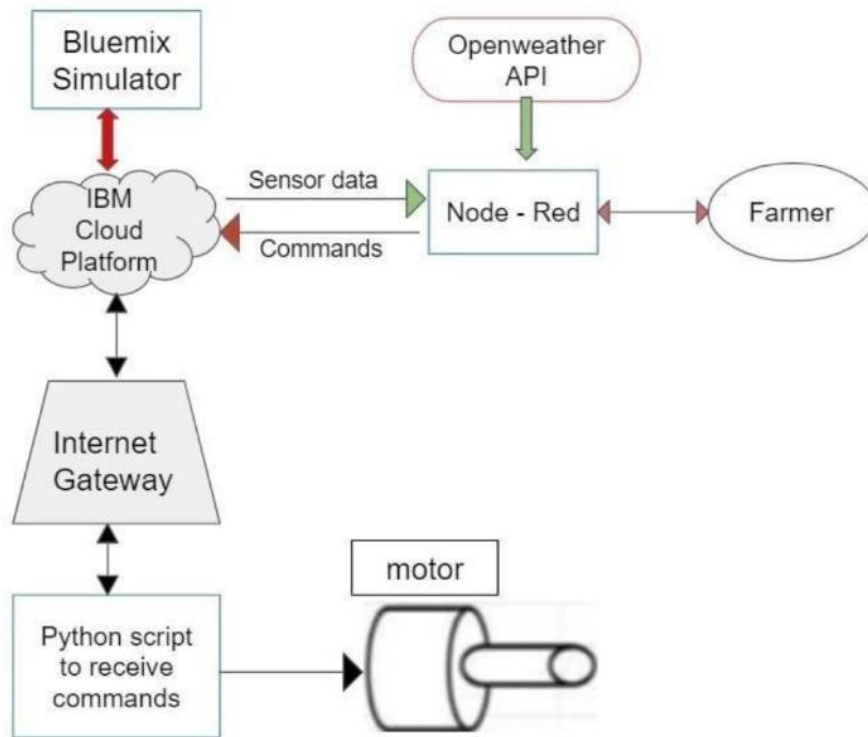 Bluemix
Simulator
Openweather
API
IBM
Cloud
Platform
Sensor data
Commands
Node - Red
Farmer
Internet
Gateway
motor
Python script
to receive
commands